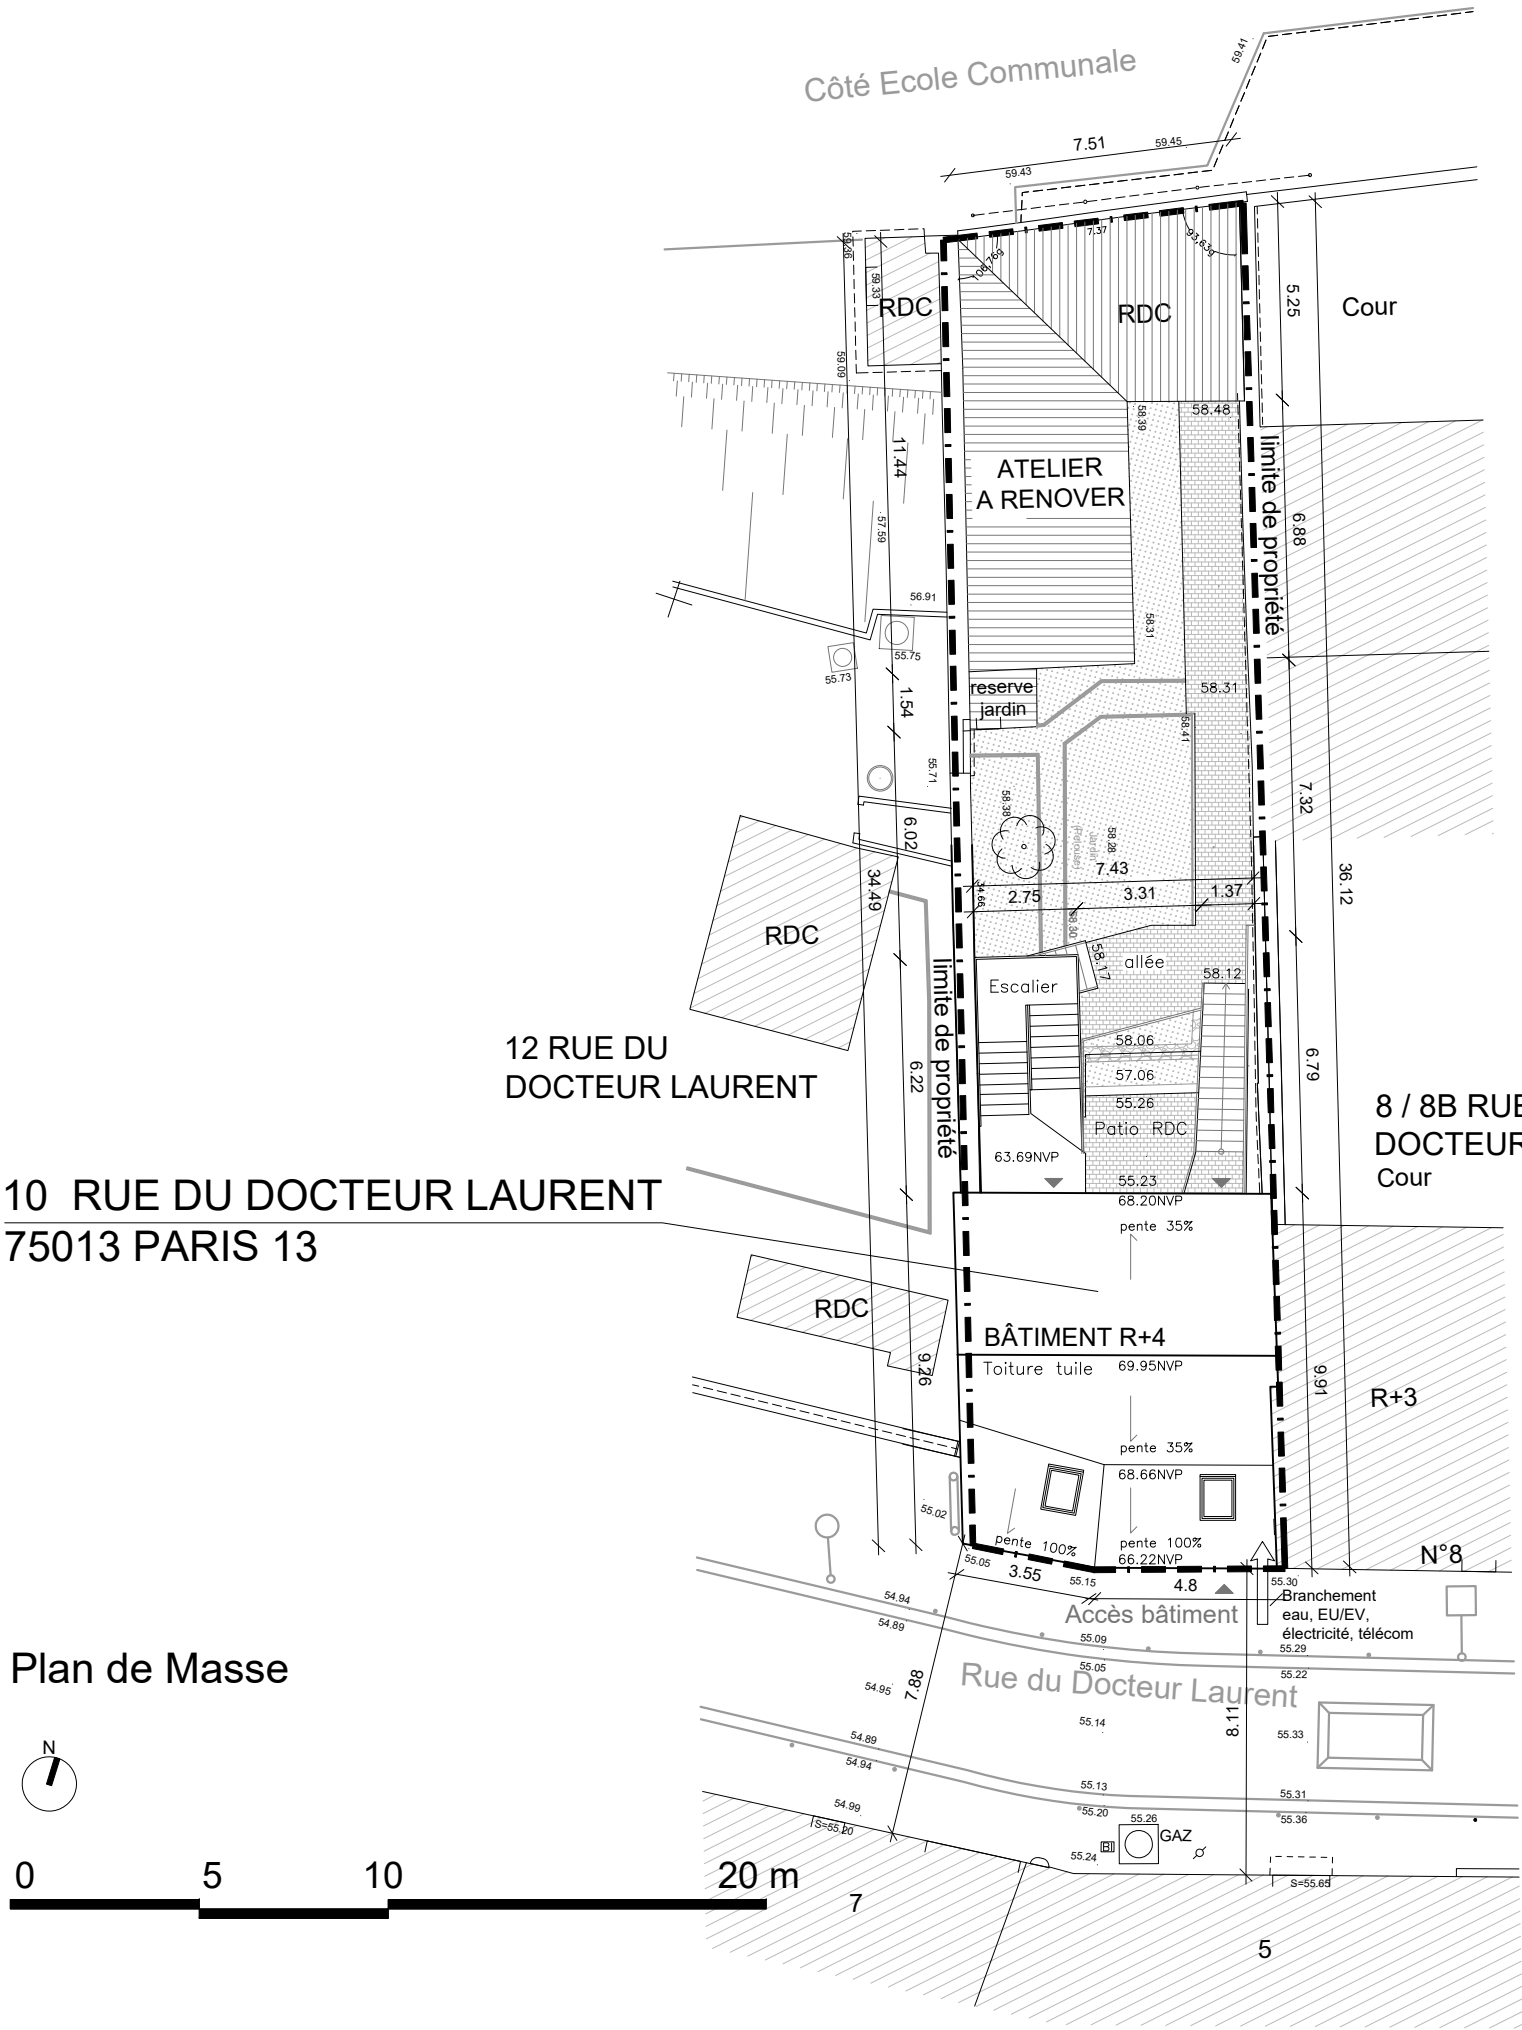 Côté Ecole Communale
59.41
7.51
59.45
59.43
7.37
93,63g
106,76g
59.36
59.33
RDC
RDC
5.25
Cour
59.09
58.48
58.39
11.44
ATELIER
A RENOVER
limite de propriété
6.88
57.59
56.91
58.31
55.75
55.73
reserve
jardin
58.31
1.54
58.41
55.71
58.38
7.32
6.02
58.28
Jardin
(Pelouse)
7.43
34.49
34.66
2.75
3.31
1.37
36.12
58.30
RDC
allée
58.17
58.12
Escalier
limite de propriété
12 RUE DU
DOCTEUR LAURENT
58.06
57.06
55.26
6.79
6.22
8 / 8B RUE
DOCTEUR
Cour
Patio RDC
63.69NVP
55.23
68.20NVP
10 RUE DU DOCTEUR LAURENT
75013 PARIS 13
pente 35%
RDC
BÂTIMENT R+4
Toiture tuile
69.95NVP
9.26
9.91
R+3
pente 35%
68.66NVP
55.02
pente 100%
pente 100%
66.22NVP
N°8
55.05
3.55
55.15
4.8
55.30
Branchement
eau, EU/EV,
électricité, télécom
Accès bâtiment
54.94
54.89
55.09
55.05
55.29
55.22
Plan de Masse
Rue du Docteur Laurent
54.95
7.88
55.14
8.11
55.33
N
54.89
54.94
55.13
55.20
55.31
55.36
54.99
S=55.20
55.26
GAZ
BI
55.24
S=55.65
0 5 10 20 m
7
5